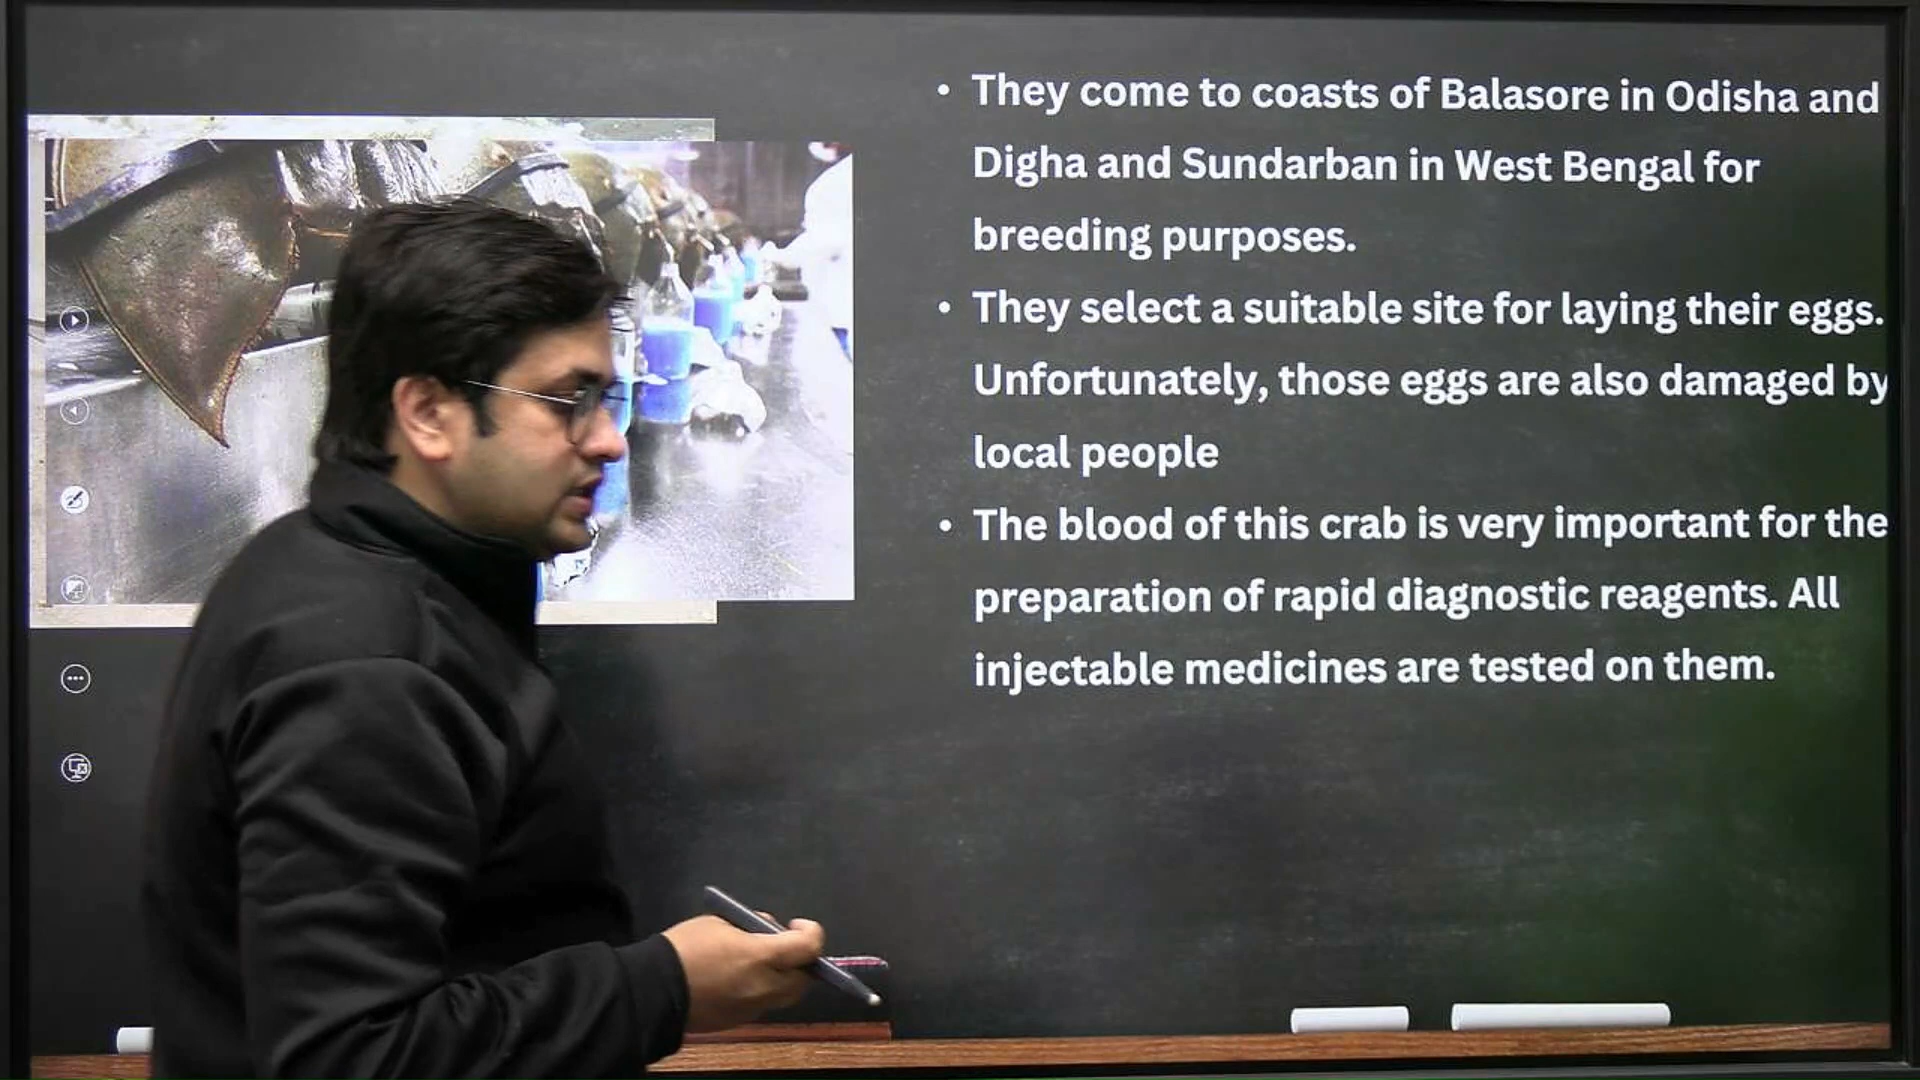 • They come to coasts of Balasore in Odisha and
Digha and Sundarban in West Bengal for
breeding purposes.
• They select a suitable site for laying their eggs.
Unfortunately, those eggs are also damaged by
local people
• The blood of this crab is very important for the
preparation of rapid diagnostic reagents. All
injectable medicines are tested on them.